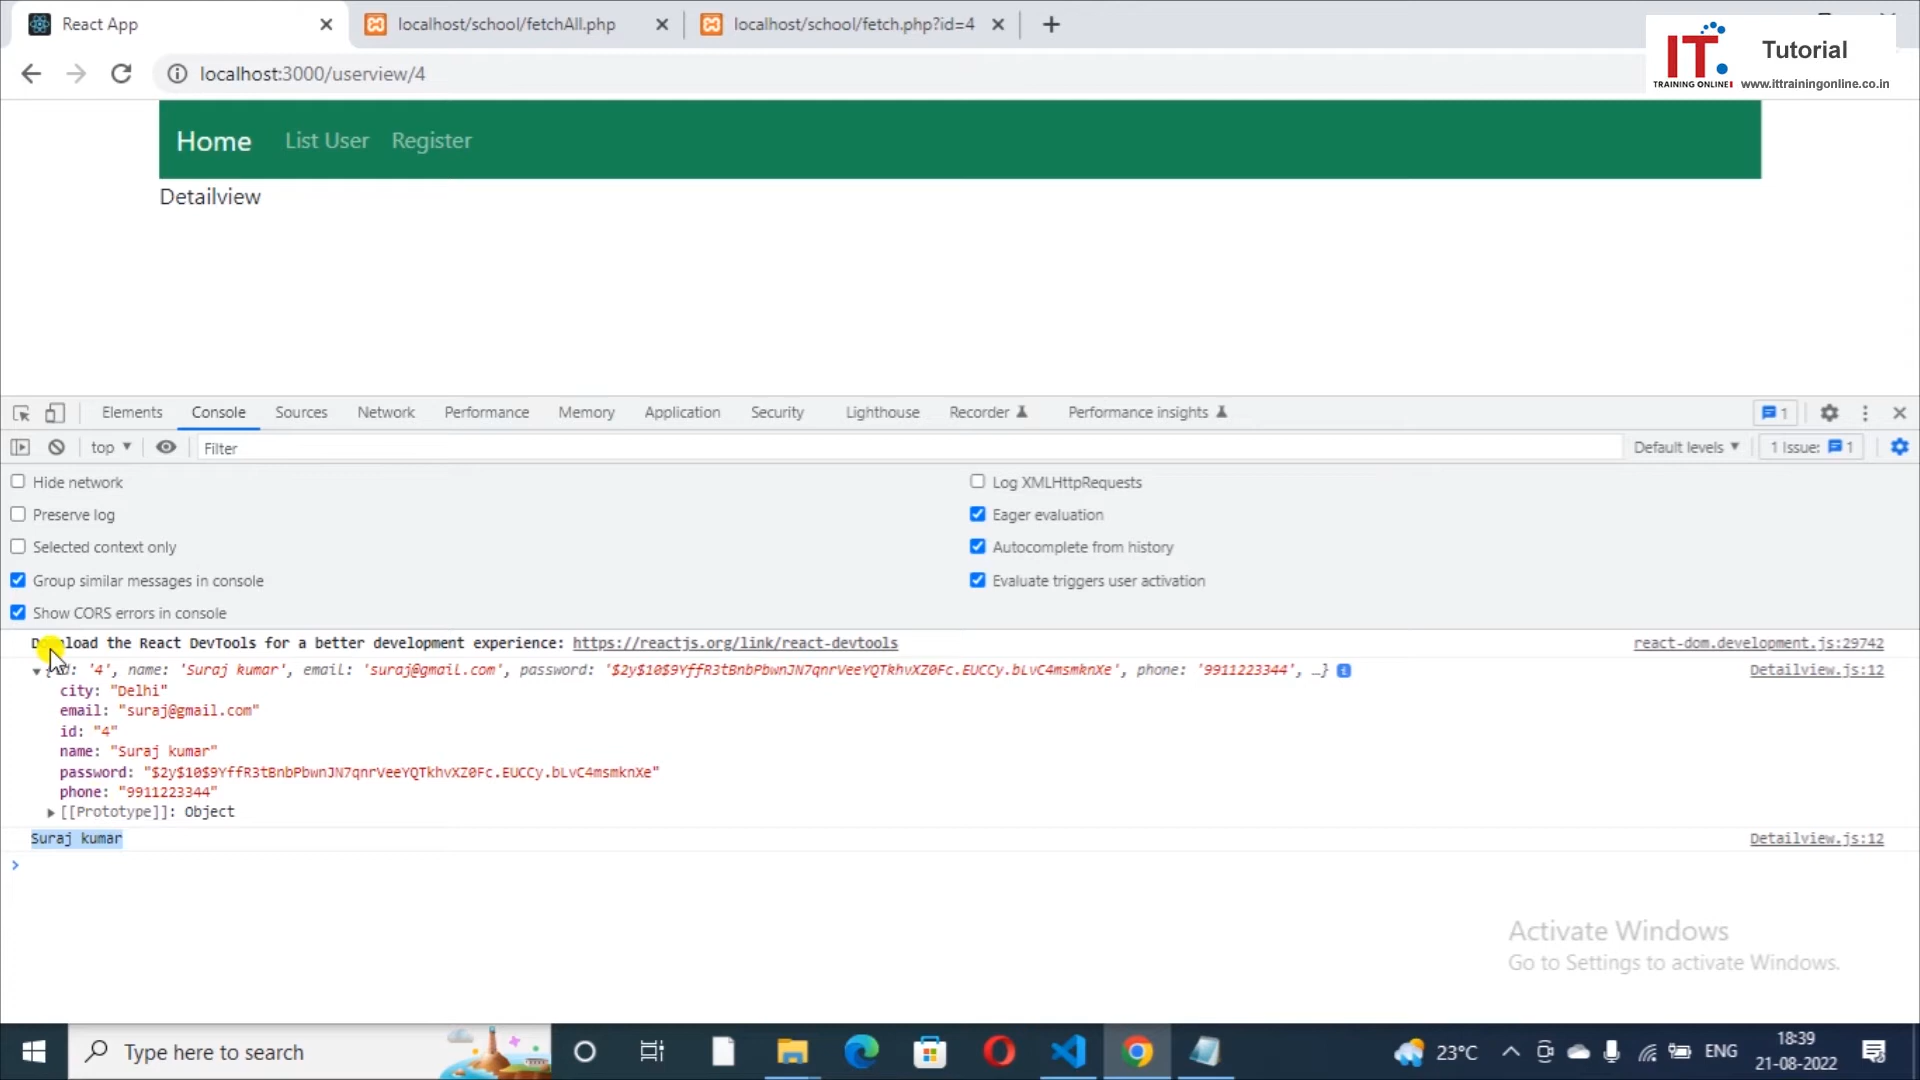 React App
localhost/school/fetchAll.php
localhost/school/fetch.php?id=4
IT.
TRAINING ONLINE
Tutorial
www.ittrainingonline.co.in
localhost:3000/userview/4
Home List User Register
Detailview
Elements Console Sources Network Performance Memory Application Security Lighthouse Recorder Performance insights 1
top Filter Default levels 1 Issue: 1
Hide network
Log XMLHttpRequests
Preserve log
Eager evaluation
Selected context only
Autocomplete from history
Group similar messages in console
Evaluate triggers user activation
Show CORS errors in console
Download the React DevTools for a better development experience: https://reactjs.org/link/react-devtools react-dom.development.js:29742
{id: '4', name: 'Suraj kumar', email: 'suraj@gmail.com', password: '$2y$10$9YffR3tBnbPbwnJN7qnrVeeYQTkhvXZ0Fc.EUCCy.bLvC4msmknXe', phone: '9911223344', …} Detailview.js:12
city: "Delhi"
email: "suraj@gmail.com"
id: "4"
name: "Suraj kumar"
password: "$2y$10$9YffR3tBnbPbwnJN7qnrVeeYQTkhvXZ0Fc.EUCCy.bLvC4msmknXe"
phone: "9911223344"
[[Prototype]]: Object
Suraj kumar Detailview.js:12
Activate Windows
Go to Settings to activate Windows.
Type here to search
23°C
ENG
18:39
21-08-2022